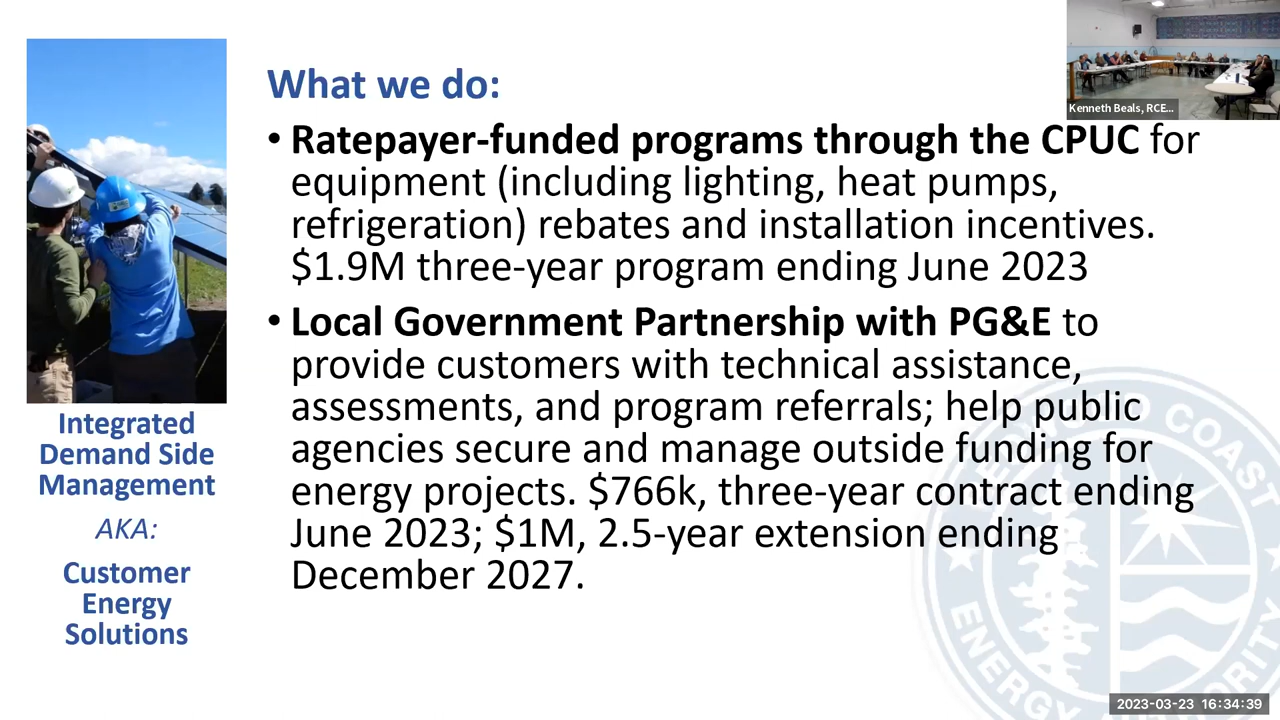 Kenneth Beals, RCE...
What we do:
• Ratepayer-funded programs through the CPUC for
equipment (including lighting, heat pumps,
refrigeration) rebates and installation incentives.
$1.9M three-year program ending June 2023
• Local Government Partnership with PG&E to
provide customers with technical assistance,
assessments, and program referrals; help public
agencies secure and manage outside funding for
energy projects. $766k, three-year contract ending
June 2023; $1M, 2.5-year extension ending
December 2027.
Integrated
Demand Side
Management
AKA:
Customer
Energy
Solutions
COAST
ENERGY
2023-03-23 16:34:39